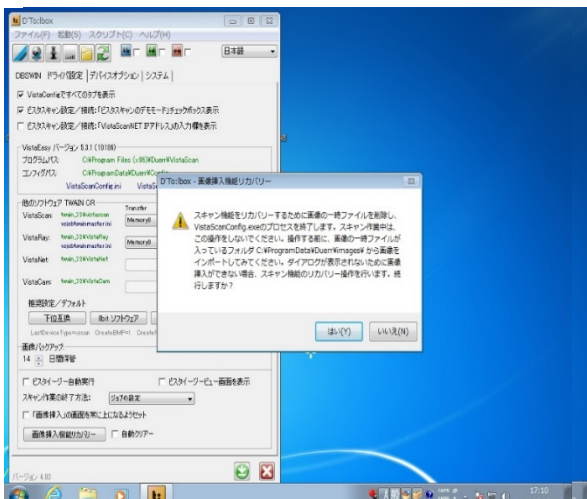 D'To:lbox
ファイル(F) 起動(S) スクリプト(C) ヘルプ(H)
日本語
DBSWIN ドライバ設定 デバイスオプション システム
VistaConfigですべてのタブを表示
ビスタスキャン設定/接続:「ビスタスキャンのデモモード」チェックボックス表示
ビスタスキャン設定/接続:「VistaScanNET IPアドレス」の入力欄を表示
VistaEasy バージョン 5.3.1 (10186)
プログラムパス: C:¥Program Files (x86)¥Duerr¥VistaScan
コンフィグパス: C:¥ProgramData¥Duerr¥Config
VistaScanConfig.ini
他のソフトウェア TWAIN OR
Transfer
VistaScan:
Memory8
VistaRay:
Memory8
VistaNet
VistaCam:
推奨設定/デフォルト
下位互換
画像バックアップ
14 日間保管
ビスタイージー自動実行 ビスタイージービュー画面を表示
スキャン作業の終了方法: ジョブの設定
「画像挿入」の画面を常に上になるようセット
画像挿入機能リカバリー 自動クリアー
バージョン 4.00
D'To:lbox - 画像挿入機能リカバリー
スキャン機能をリカバリーするために画像の一時ファイルを削除し、
VistaScanConfig.exeのプロセスを終了します。スキャン作業中は、
この操作をしないでください。操作する前に、画像の一時ファイルが
入っているフォルダ C:¥ProgramData¥Duerr¥images¥ から画像を
インポートしてみてください。ダイアログが表示されないために画像
挿入ができない場合、スキャン機能のリカバリー操作を行います。続
行しますか?
はい(Y) いいえ(N)
17:10